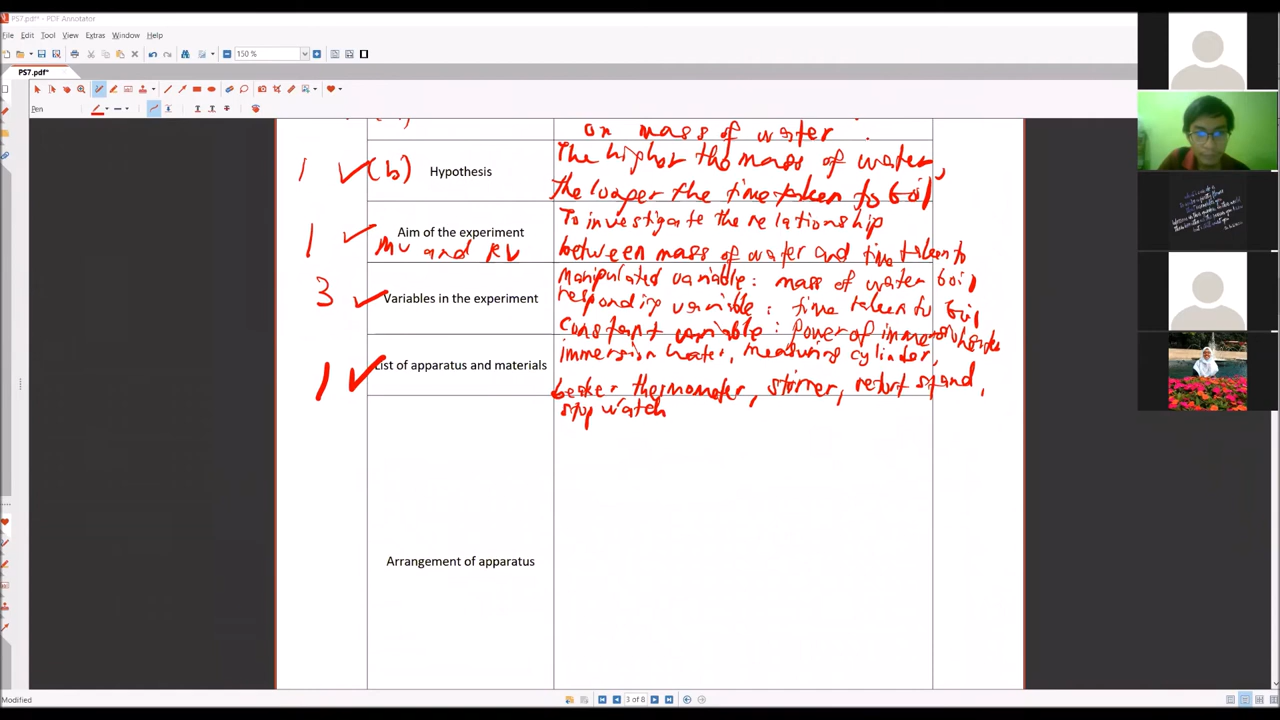 PS7.pdf* - PDF Annotator
File Edit Tool View Extras Window Help
150 %
PS7.pdf*
Pen
on mass of water .
1 (b) Hypothesis The higher the mass of water,
the longer the time taken to boil
1 Aim of the experiment To investigate the relationship
MV and RV between mass of water and time taken to
boil
3 Variables in the experiment manipulated variable : mass of water
responding variable : time taken to boil
constant variable : power of immersion heater
1 List of apparatus and materials immersion heater, measuring cylinder,
beaker thermometer, stirrer, retort stand,
stop watch
Arrangement of apparatus
Modified
3 of 8